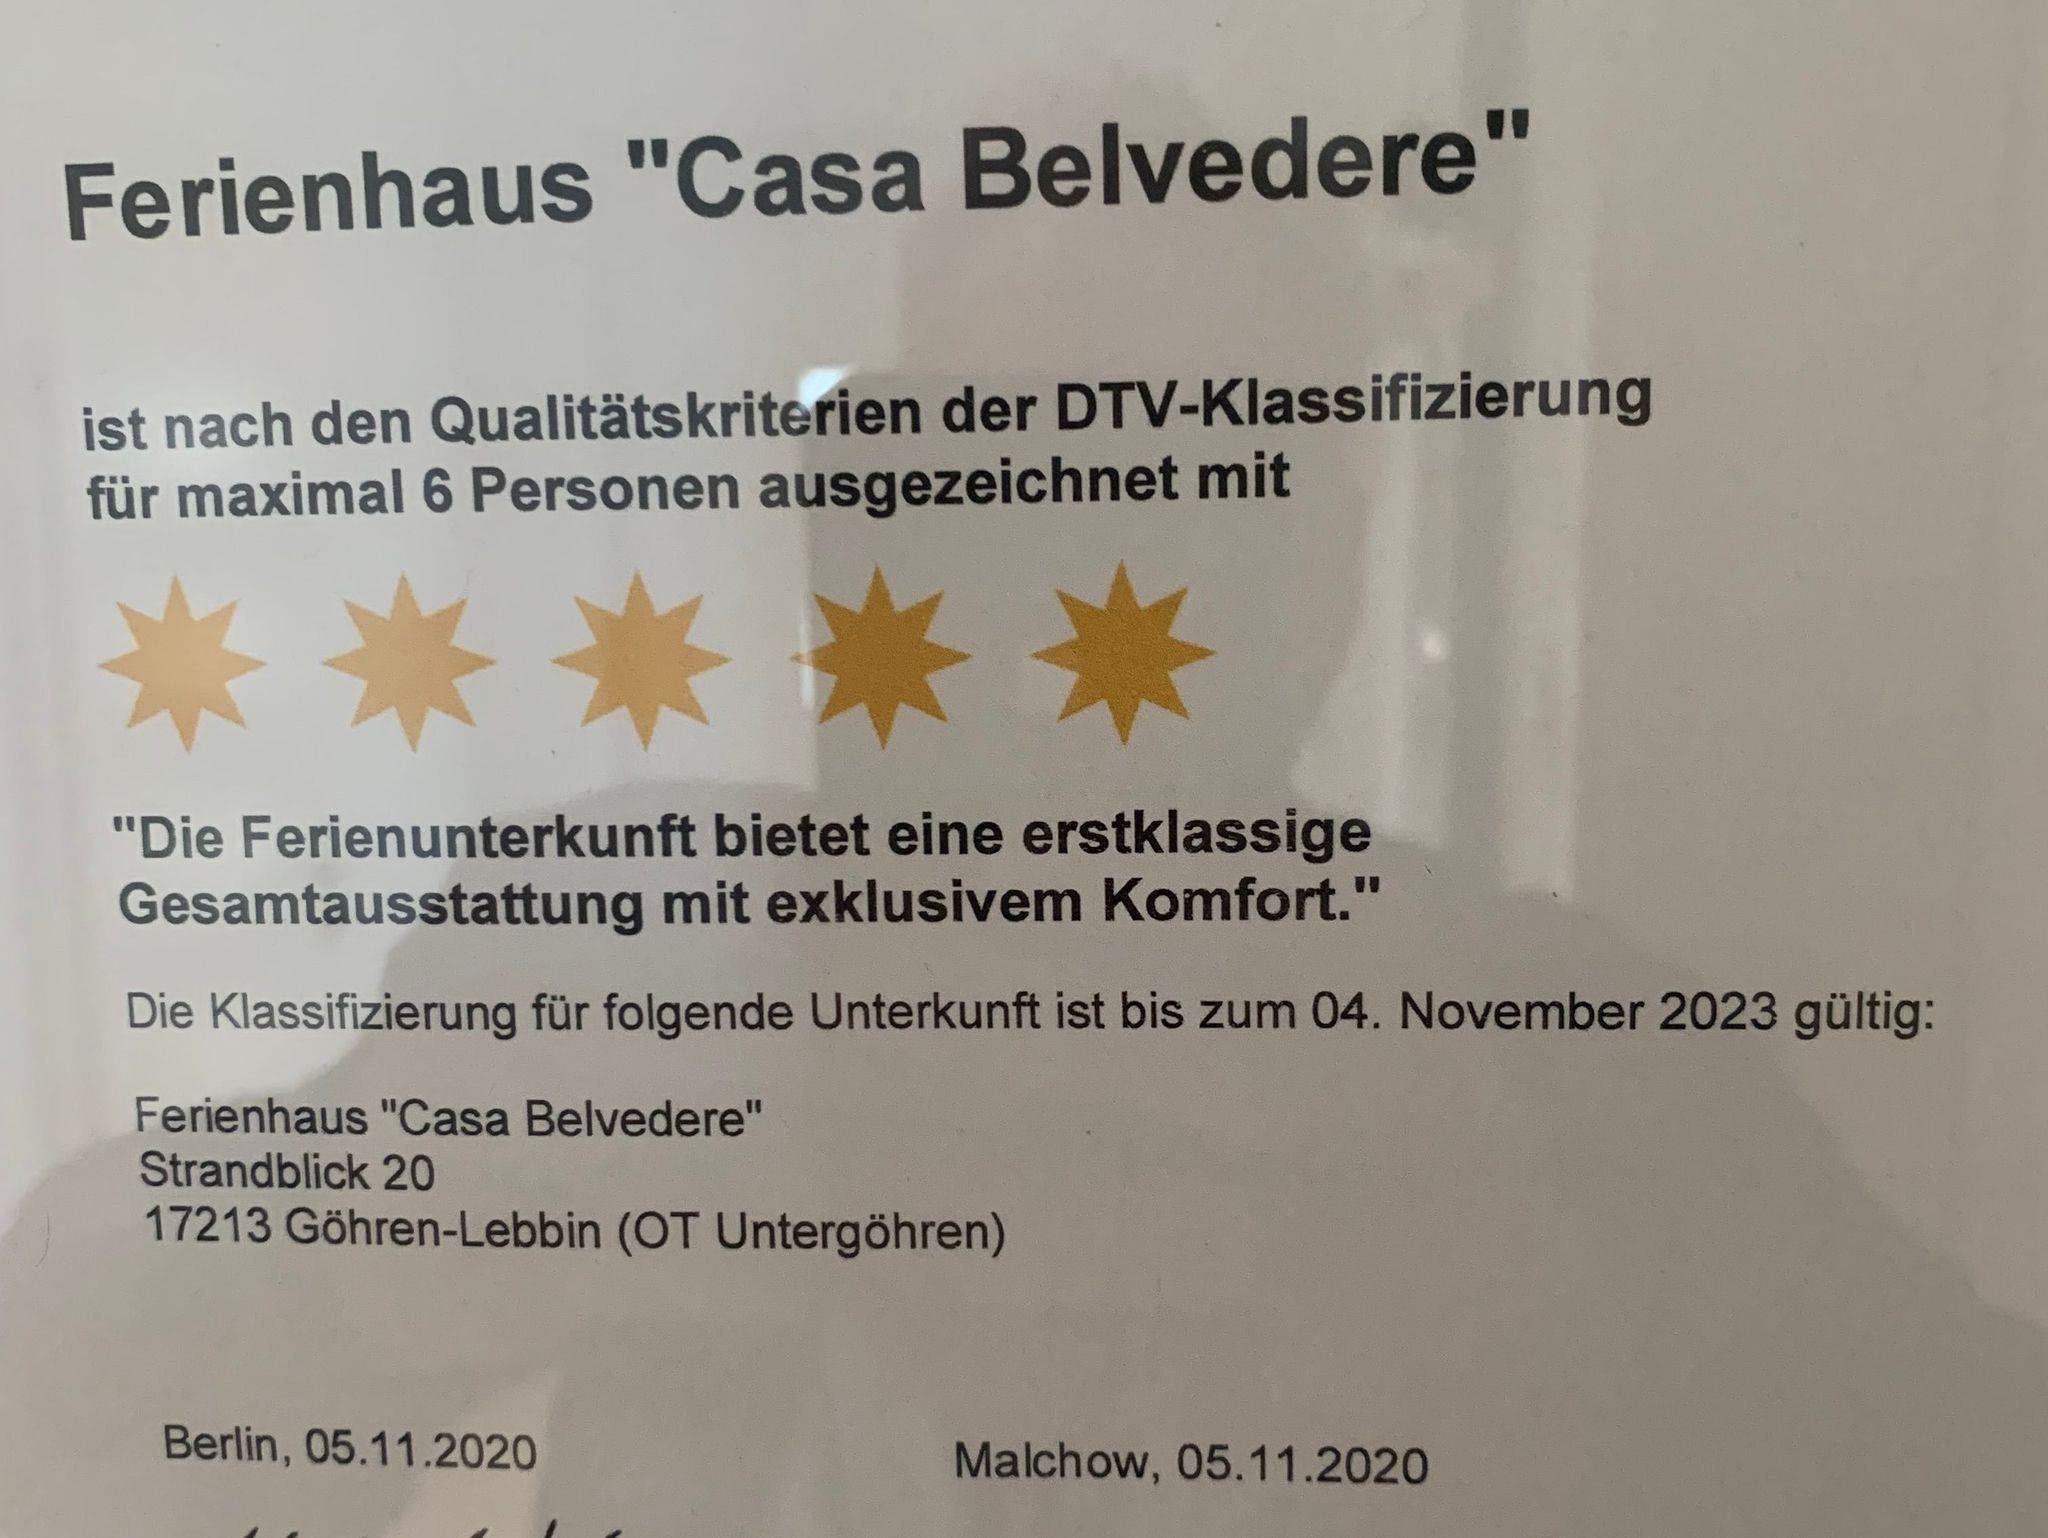 Ferienhaus "Casa Belvedere"
ist nach den Qualitätskriterien der DTV-Klassifizierung
für maximal 6 Personen ausgezeichnet mit
"Die Ferienunterkunft bietet eine erstklassige
Gesamtausstattung mit exklusivem Komfort."
Die Klassifizierung für folgende Unterkunft ist bis zum 04. November 2023 gültig:
Ferienhaus "Casa Belvedere"
Strandblick 20
17213 Göhren-Lebbin (OT Untergöhren)
Berlin, 05.11.2020
Malchow, 05.11.2020